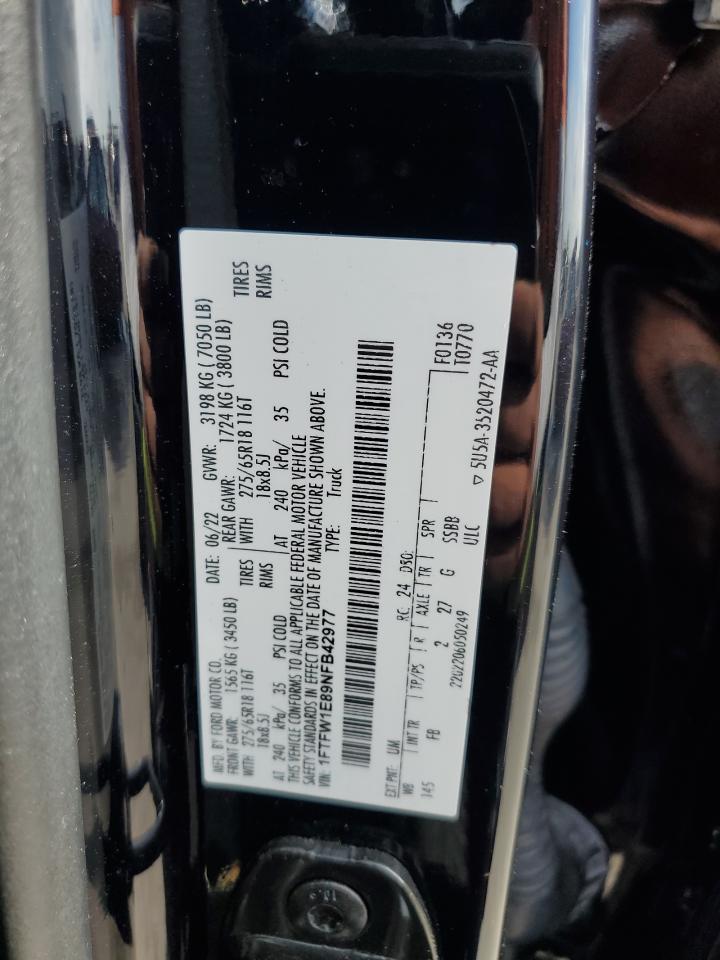 MFD BY FORD MOTOR CO. DATE: 06/22 GVWR: 3198 KG ( 7050 LB)
FRONT GAWR: 1565 KG ( 3450 LB) REAR GAWR: 1724 KG ( 3800 LB)
WITH 275/65R18 116T TIRES WITH 275/65R18 116T TIRES
18x8.5J RIMS 18x8.5J RIMS
AT 240 kPa/ 35 PSI COLD AT 240 kPa/ 35 PSI COLD
THIS VEHICLE CONFORMS TO ALL APPLICABLE FEDERAL MOTOR VEHICLE
SAFETY STANDARDS IN EFFECT ON THE DATE OF MANUFACTURE SHOWN ABOVE.
VIN: 1FTFW1E89NFB42977 TYPE: Truck
EXT PNT: UM RC: 24 DSO:
WB INT TR TP/PS R AXLE TR SPR F0136
145 FB 2 27 G SSBB T0770
2202206050249 ULC
▽ 5U5A-3520472-AA